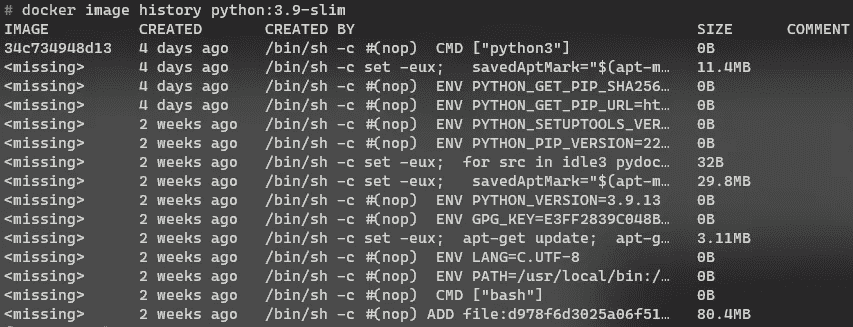 # docker image history python:3.9-slim
IMAGE CREATED CREATED BY SIZE COMMENT
34c734948d13 4 days ago /bin/sh -c #(nop) CMD ["python3"] 0B
<missing> 4 days ago /bin/sh -c set -eux; savedAptMark="$(apt-m… 11.4MB
<missing> 4 days ago /bin/sh -c #(nop) ENV PYTHON_GET_PIP_SHA256… 0B
<missing> 4 days ago /bin/sh -c #(nop) ENV PYTHON_GET_PIP_URL=ht… 0B
<missing> 2 weeks ago /bin/sh -c #(nop) ENV PYTHON_SETUPTOOLS_VER… 0B
<missing> 2 weeks ago /bin/sh -c #(nop) ENV PYTHON_PIP_VERSION=22… 0B
<missing> 2 weeks ago /bin/sh -c set -eux; for src in idle3 pydoc… 32B
<missing> 2 weeks ago /bin/sh -c set -eux; savedAptMark="$(apt-m… 29.8MB
<missing> 2 weeks ago /bin/sh -c #(nop) ENV PYTHON_VERSION=3.9.13 0B
<missing> 2 weeks ago /bin/sh -c #(nop) ENV GPG_KEY=E3FF2839C048B… 0B
<missing> 2 weeks ago /bin/sh -c set -eux; apt-get update; apt-g… 3.11MB
<missing> 2 weeks ago /bin/sh -c #(nop) ENV LANG=C.UTF-8 0B
<missing> 2 weeks ago /bin/sh -c #(nop) ENV PATH=/usr/local/bin:/… 0B
<missing> 2 weeks ago /bin/sh -c #(nop) CMD ["bash"] 0B
<missing> 2 weeks ago /bin/sh -c #(nop) ADD file:d978f6d3025a06f51… 80.4MB